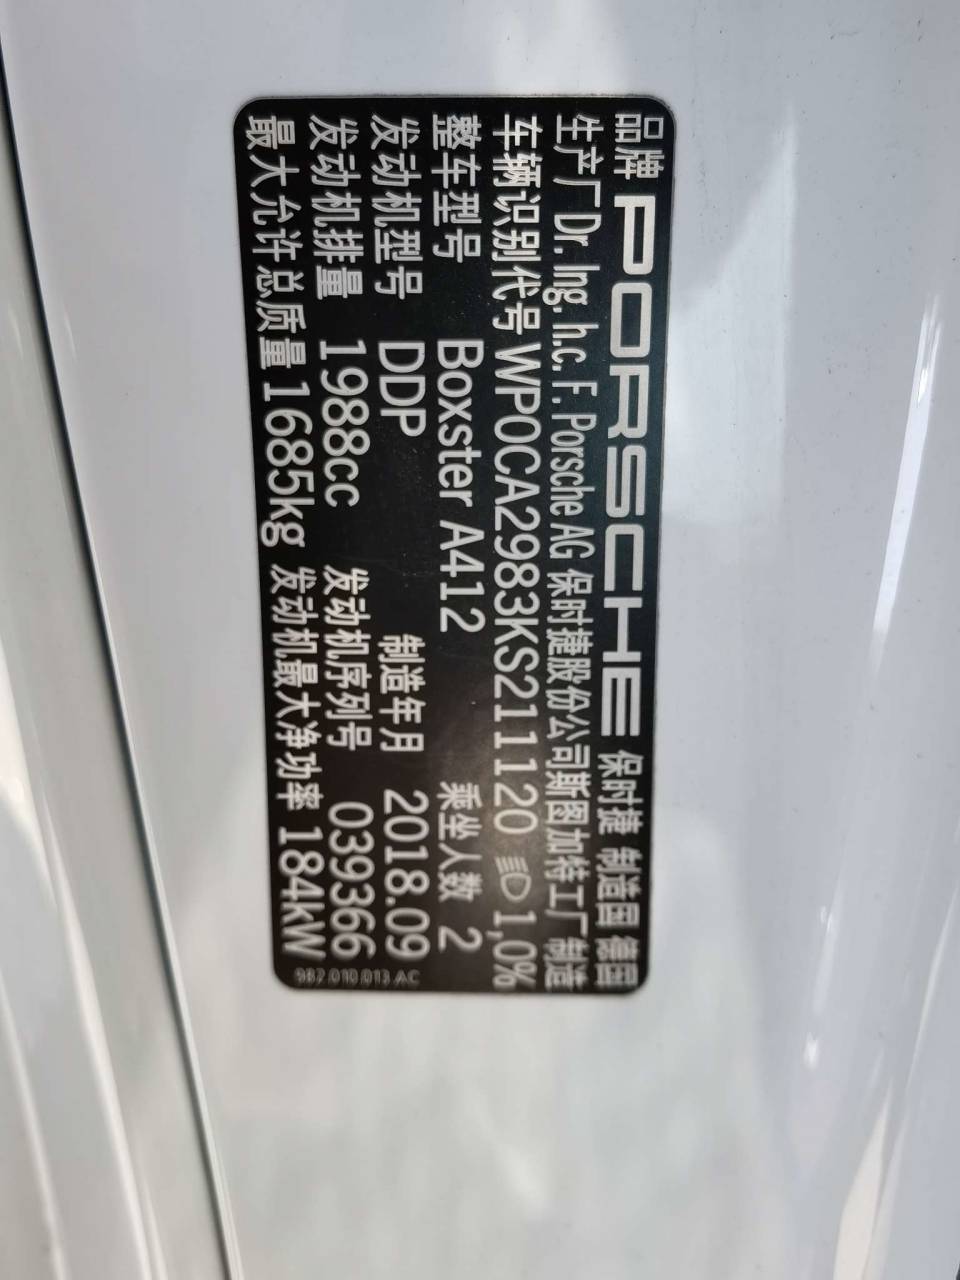 品牌 PORSCHE 保时捷 制造国 德国
生产厂Dr. Ing. h.c. F. Porsche AG 保时捷股份公司斯图加特工厂 制造
车辆识别代号 WP0CA2983KS211120 1,0%
整车型号 Boxster A412 乘坐人数 2
发动机型号 DDP 制造年月 2018.09
发动机排量 1988cc 发动机序列号 039366
最大允许总质量 1685kg 发动机最大净功率 184kW
982.010.013.AC